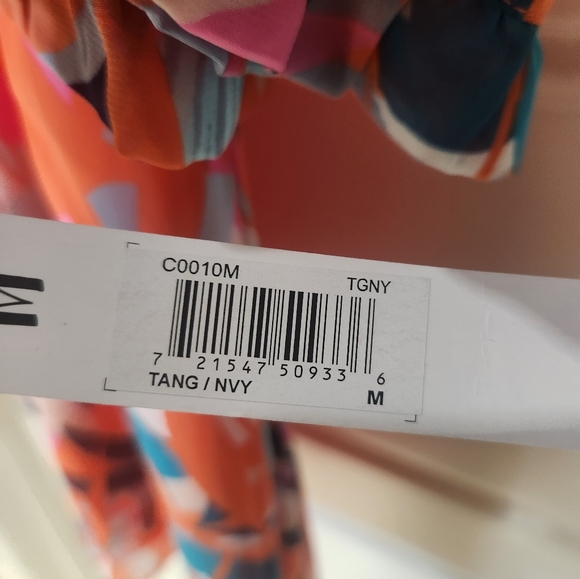 M
C0010M
TGNY
7 21547 50933 6
TANG / NVY
M